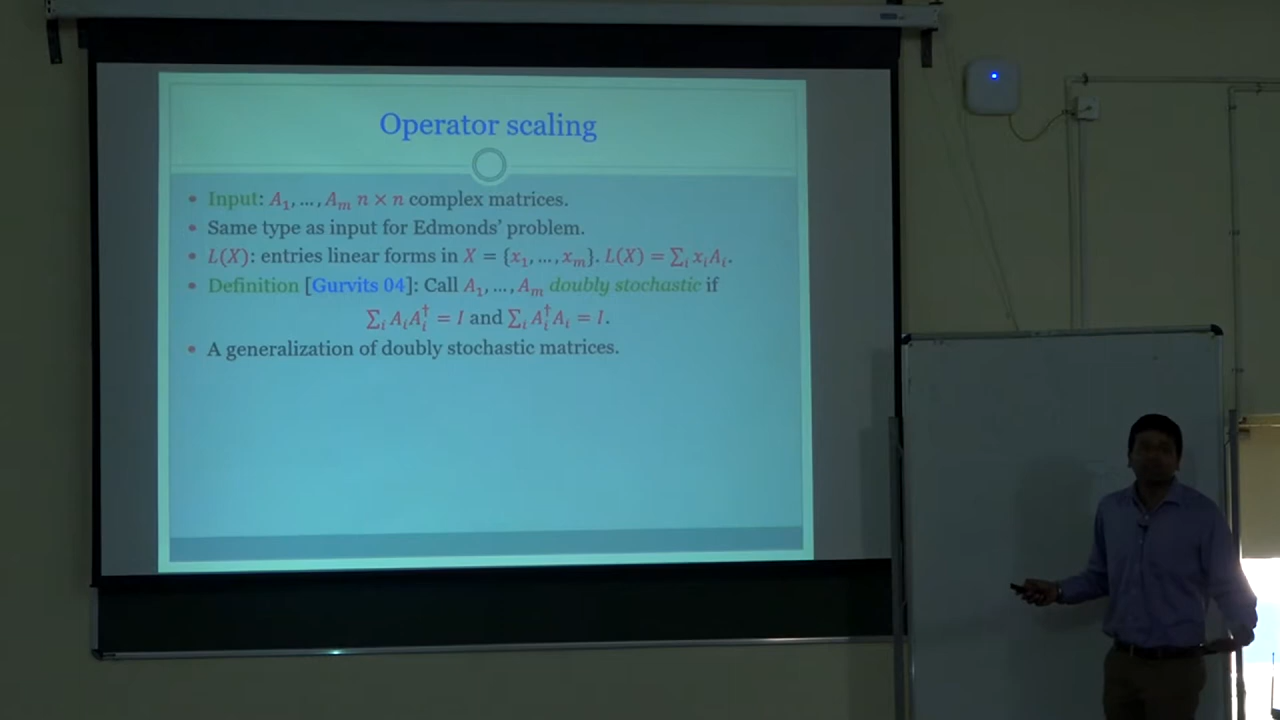 Operator scaling
• Input: A₁, ..., Aₘ n × n complex matrices.
• Same type as input for Edmonds’ problem.
• L(X): entries linear forms in X = {x₁, ..., xₘ}. L(X) = ∑ᵢ xᵢAᵢ.
• Definition [Gurvits 04]: Call A₁, ..., Aₘ doubly stochastic if
∑ᵢ AᵢAᵢ† = I and ∑ᵢ Aᵢ†Aᵢ = I.
• A generalization of doubly stochastic matrices.